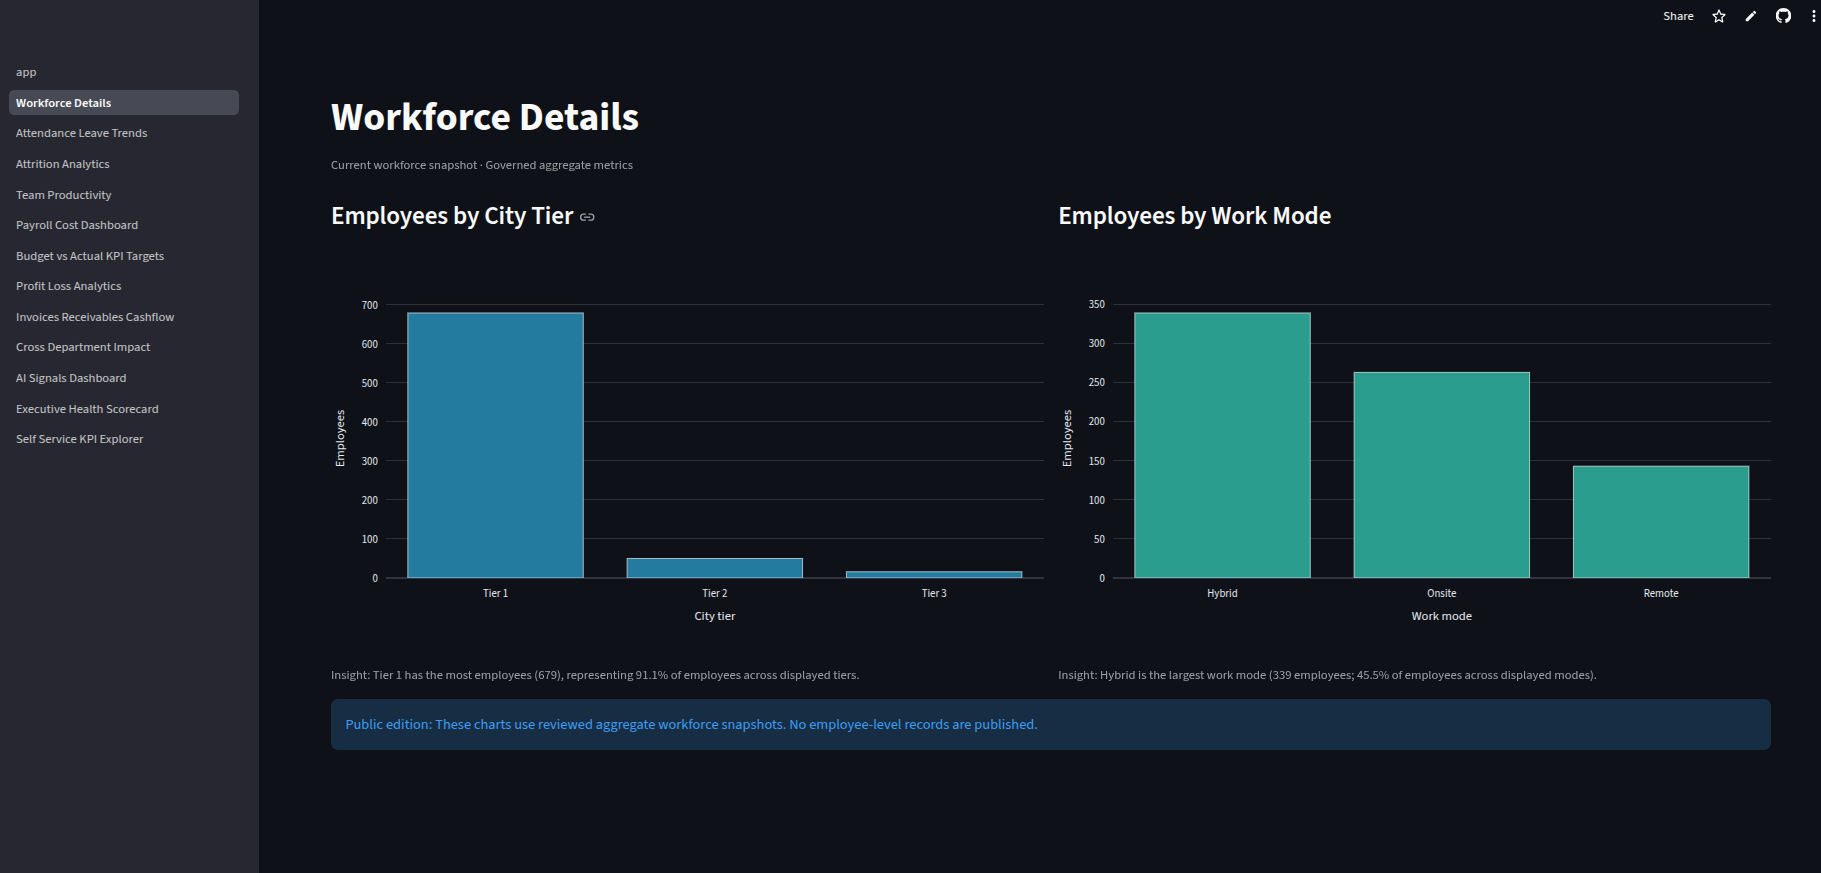 Share
app
Workforce Details
Attendance Leave Trends
Attrition Analytics
Team Productivity
Payroll Cost Dashboard
Budget vs Actual KPI Targets
Profit Loss Analytics
Invoices Receivables Cashflow
Cross Department Impact
AI Signals Dashboard
Executive Health Scorecard
Self Service KPI Explorer
Workforce Details
Current workforce snapshot · Governed aggregate metrics
Employees by City Tier
700
600
500
400
300
200
100
0
Employees
Tier 1
Tier 2
Tier 3
City tier
Insight: Tier 1 has the most employees (679), representing 91.1% of employees across displayed tiers.
Employees by Work Mode
350
300
250
200
150
100
50
0
Employees
Hybrid
Onsite
Remote
Work mode
Insight: Hybrid is the largest work mode (339 employees; 45.5% of employees across displayed modes).
Public edition: These charts use reviewed aggregate workforce snapshots. No employee-level records are published.